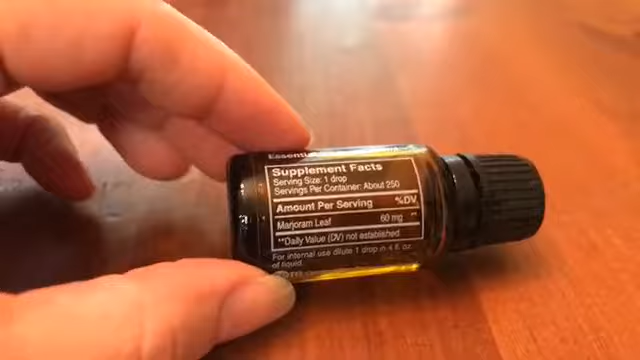 Supplement Facts
Serving Size: 1 drop
Servings Per Container: About 250
Amount Per Serving %DV
Marjoram Leaf 60 mg **
**Daily Value (DV) not established.
For internal use dilute 1 drop in 4 fl oz.
of liquid.